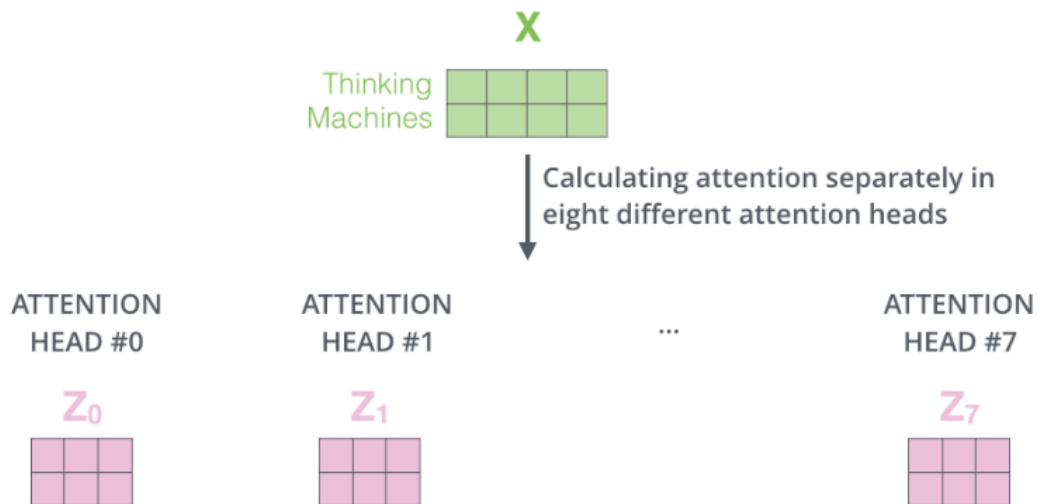 X
Thinking
Machines
Calculating attention separately in
eight different attention heads
ATTENTION
HEAD #0
ATTENTION
HEAD #1
...
ATTENTION
HEAD #7
Z0
Z1
Z7